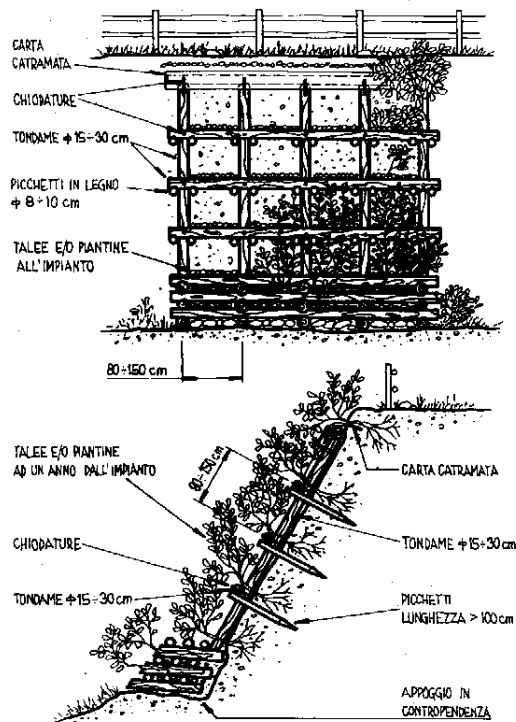 CARTA
CATRAMATA
CHIODATURE
TONDAME ϕ 15÷30 cm
PICCHETTI IN LEGNO
ϕ 8÷10 cm
TALEE E/O PIANTINE
ALL'IMPIANTO
80÷150 cm
TALEE E/O PIANTINE
AD UN ANNO DALL'IMPIANTO
80÷150 cm
CARTA CATRAMATA
CHIODATURE
TONDAME ϕ 15÷30 cm
TONDAME ϕ 15÷30 cm
PICCHETTI
LUNGHEZZA > 100 cm
APPOGGIO IN
CONTROPENDENZA